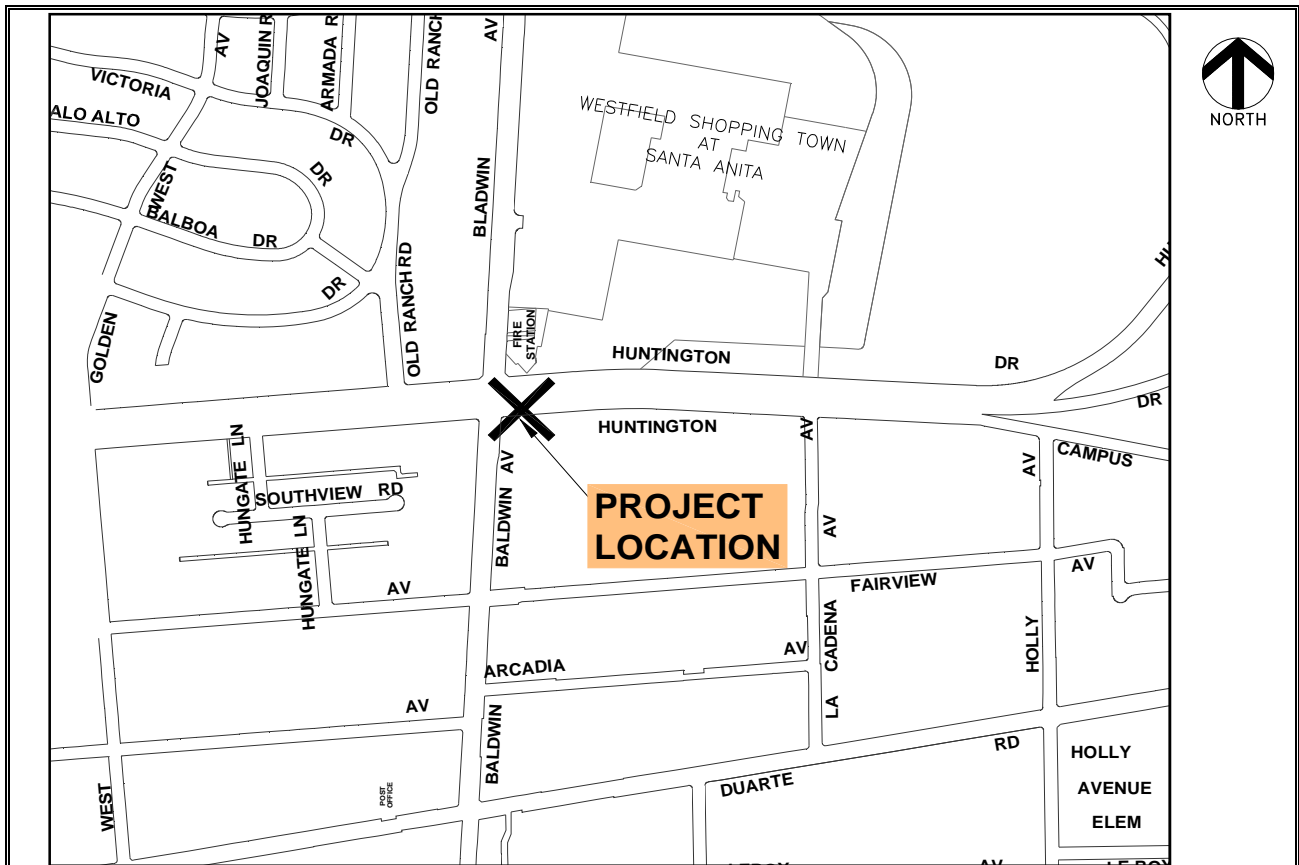 AV
JOAQUIN R
ARMADA R
OLD RANCH
AV
NORTH
VICTORIA
ALO ALTO
DR
WESTFIELD SHOPPING TOWN
AT
SANTA ANITA
DR
WEST
BALBOA
DR
BLADWIN
DR
OLD RANCH RD
GOLDEN
FIRE
STATION
HUNTINGTON
DR
DR
HUNTINGTON
AV
HUNGATE LN
SOUTHVIEW RD
BALDWIN AV
PROJECT
LOCATION
AV
CAMPUS
HUNGATE LN
AV
AV
FAIRVIEW
AV
ARCADIA
AV
LA CADENA
HOLLY
AV
BALDWIN
RD
DUARTE
HOLLY
AVENUE
ELEM
WEST
POST
OFFICE
AV